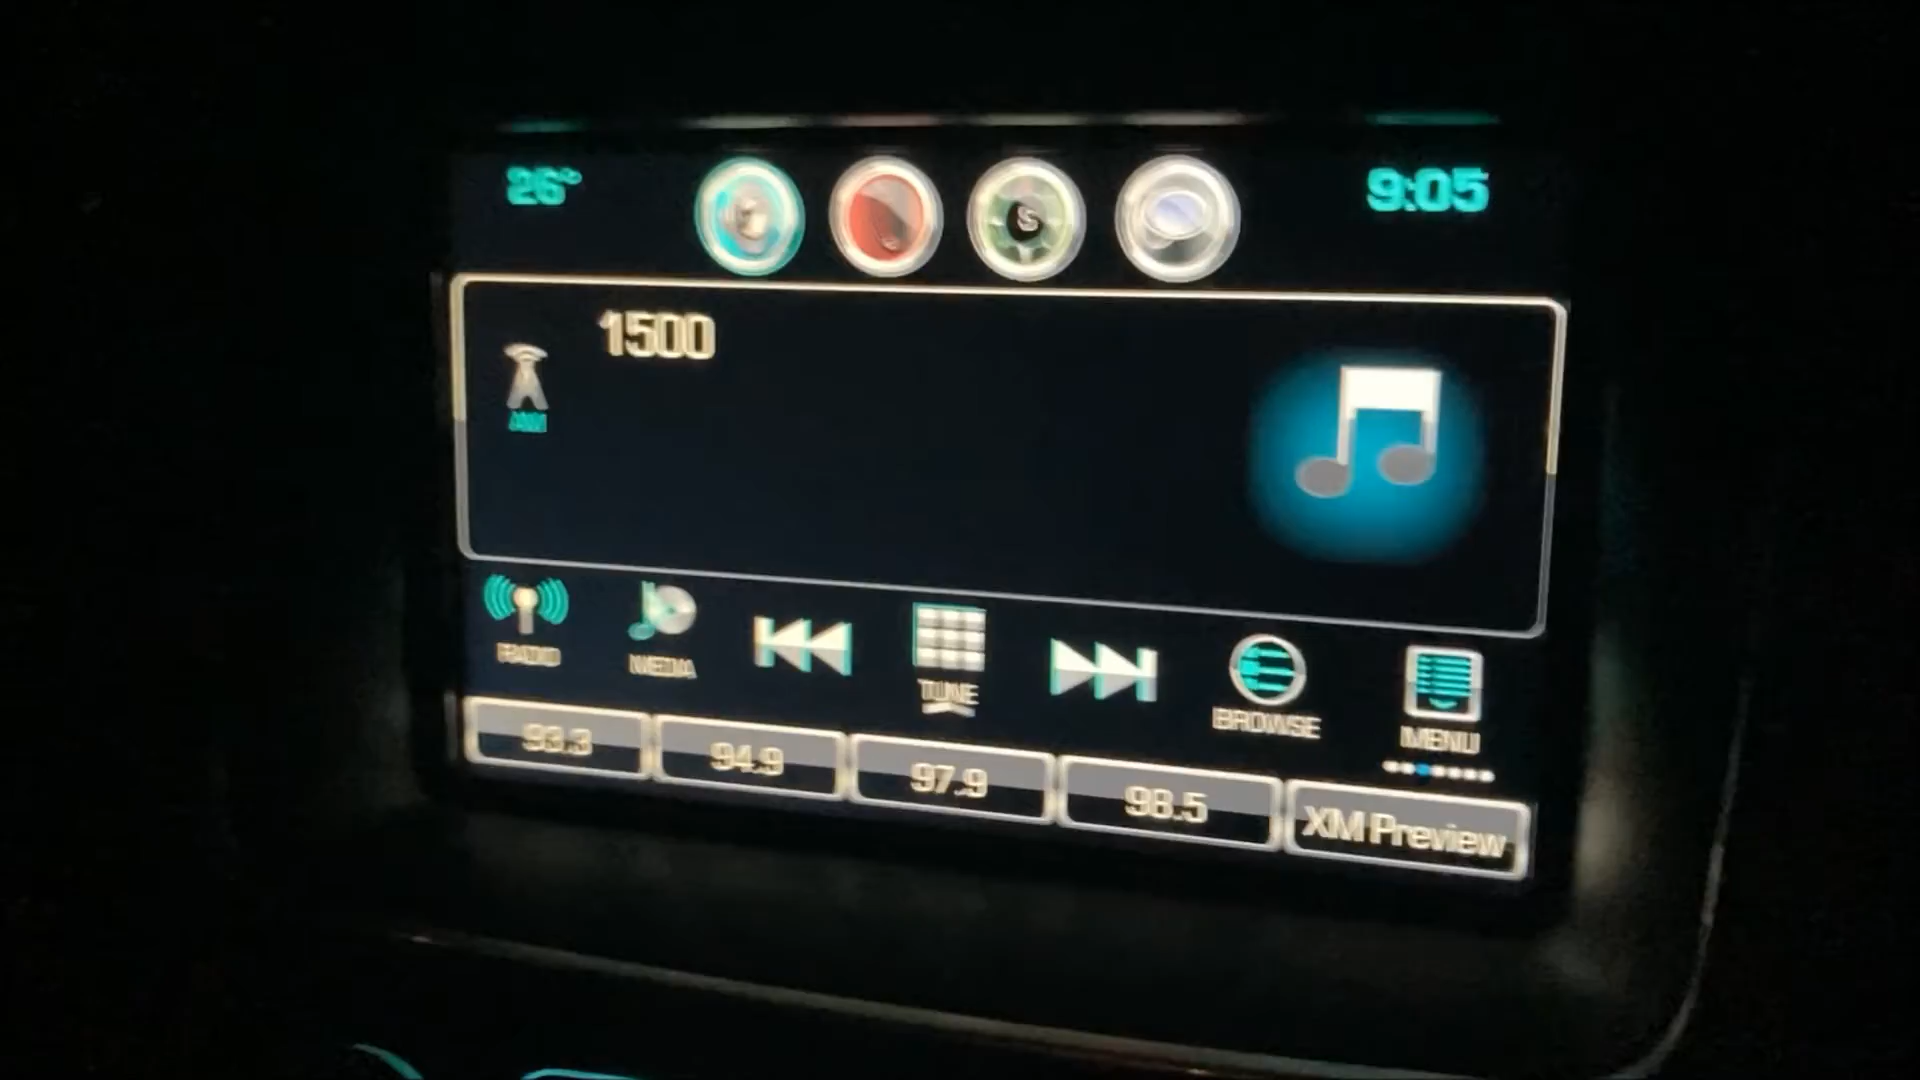 26°
S
9:05
1500
AM
RADIO
MEDIA
TUNE
BROWSE
MENU
93.3
94.9
97.9
98.5
XM Preview